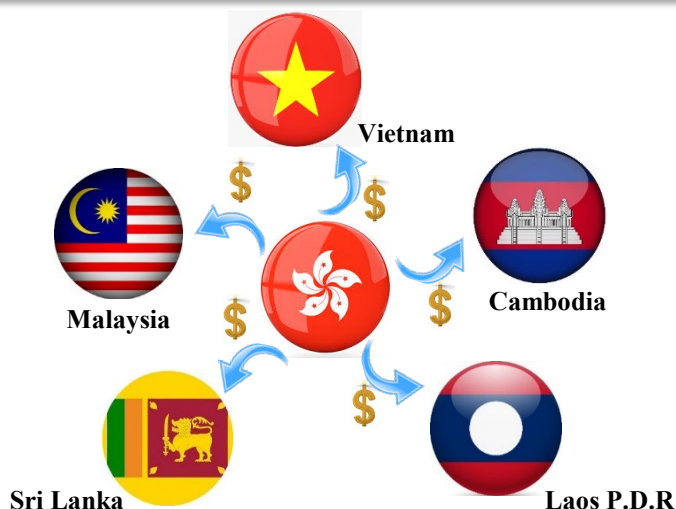 Vietnam
Malaysia
Cambodia
Sri Lanka
Laos P.D.R
$
$
$
$
$